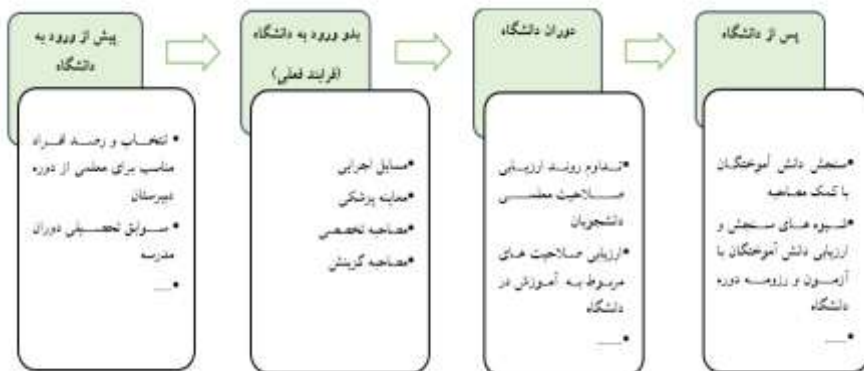 پیش از ورود به
دانشگاه
• انتخاب و رصد افراد
مناسب برای معلمی از دوره
دبیرستان
• سوابق تحصیلی دوران
مدرسه
• ....
بدو ورود به دانشگاه
(فرایند فعلی)
•مسایل اجرایی
•معاینه پزشکی
•مصاحبه تخصصی
•مصاحبه گزینش
دوران دانشگاه
•تداوم روند ارزیابی
صلاحیت معلمی
دانشجویان
•ارزیابی صلاحیت های
مربوط به آموزش در
دانشگاه
•.....
پس از دانشگاه
•سنجش دانش آموختگان
با کمک مصاحبه
•شیوه های سنجش و
ارزیابی دانش آموختگان با
آزمون و رزومه دوره
دانشگاه
•.....